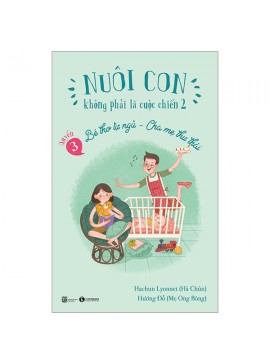 NUÔI CON
không phải là cuộc chiến 2
QUYỂN 3
Bé thơ tự ngủ - Cha mẹ thư thái
Hachun Lyonnet (Hà Chũn)
Hương Đỗ (Mẹ Ong Bông)